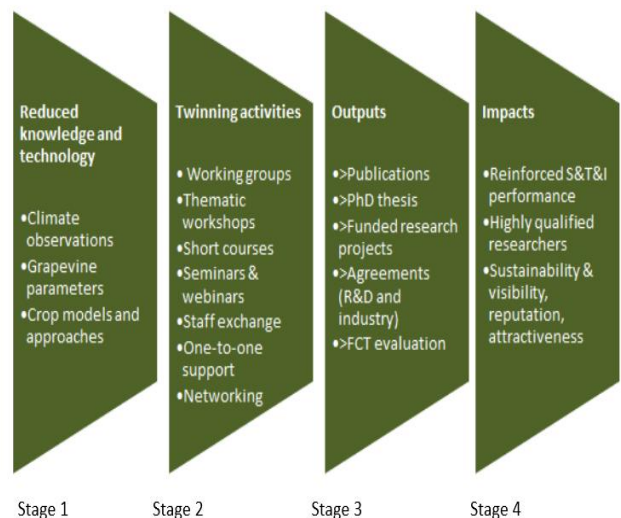 Reduced
knowledge and
technology
•Climate
observations
•Grapevine
parameters
•Crop models and
approaches
Twinning activities
• Working groups
•Thematic
workshops
•Short courses
•Seminars &
webinars
•Staff exchange
•One-to-one
support
•Networking
Outputs
•>Publications
•>PhD thesis
•>Funded research
projects
•>Agreements
(R&D and
industry)
•>FCT evaluation
Impacts
•Reinforced S&T&I
performance
•Highly qualified
researchers
•Sustainability &
visibility,
reputation,
attractiveness
Stage 1
Stage 2
Stage 3
Stage 4